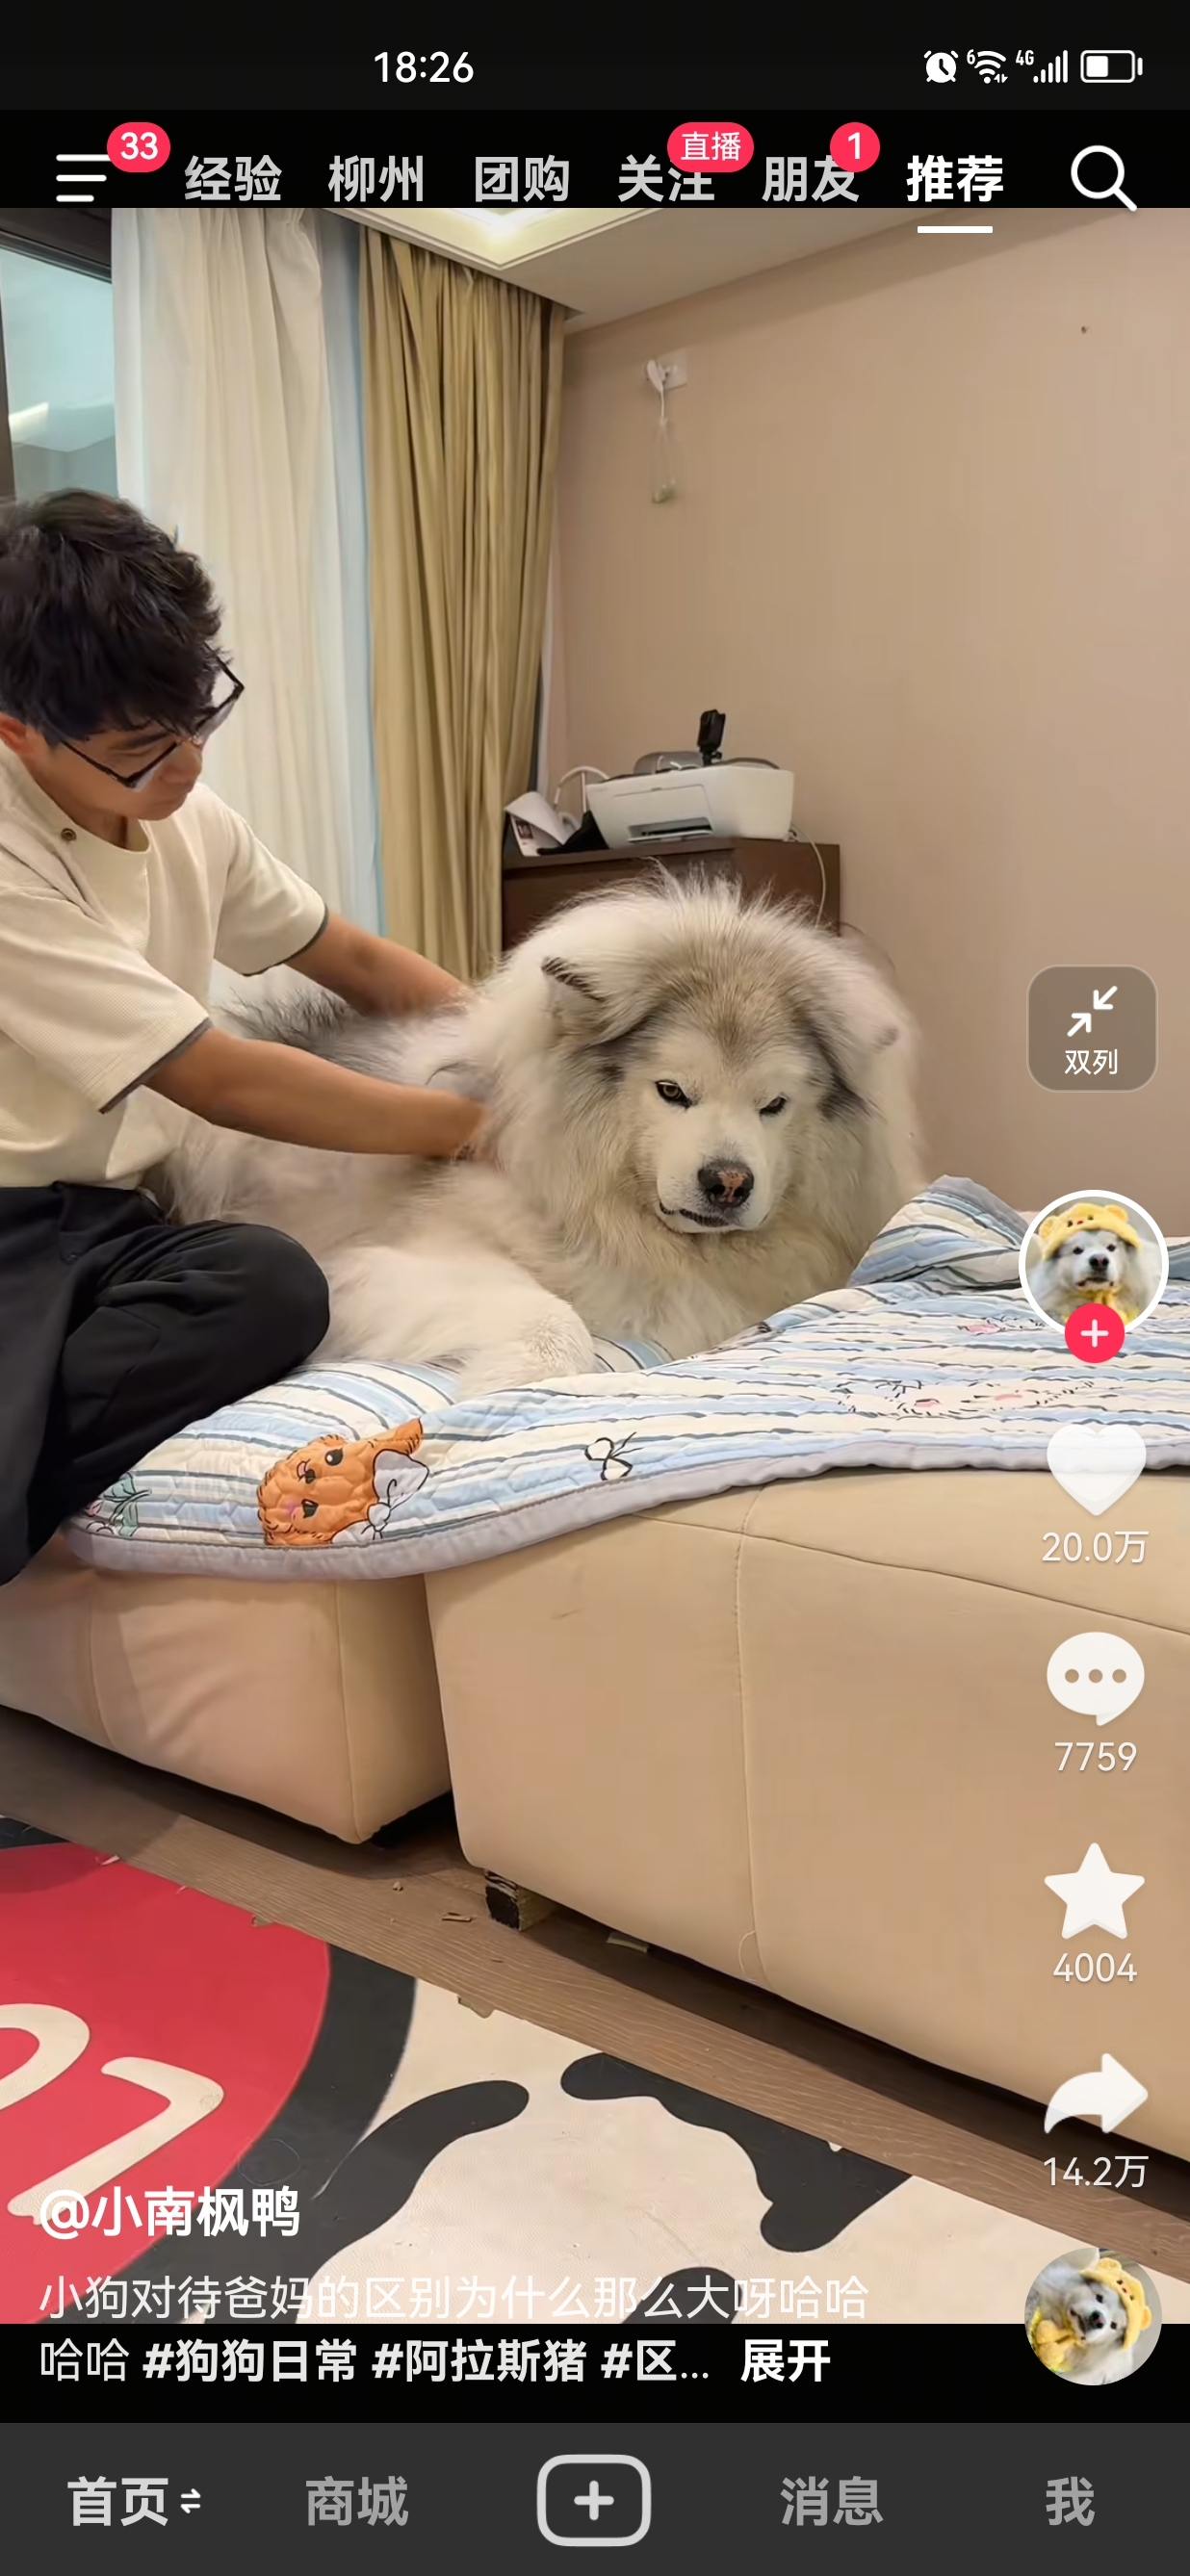 18:26
6
4G
33
经验
柳州
团购
关注
直播
朋友
1
推荐
双列
20.0万
7759
4004
14.2万
@小南枫鸭
小狗对待爸妈的区别为什么那么大呀哈哈
哈哈 #狗狗日常 #阿拉斯猪 #区... 展开
首页
商城
消息
我